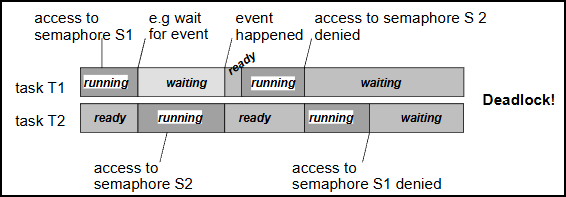 access to
semaphore S1
e.g wait
for event
event
happened
access to semaphore S 2
denied
task T1
running
waiting
ready
running
waiting
Deadlock!
task T2
ready
running
ready
running
waiting
access to
semaphore S2
access to
semaphore S1 denied